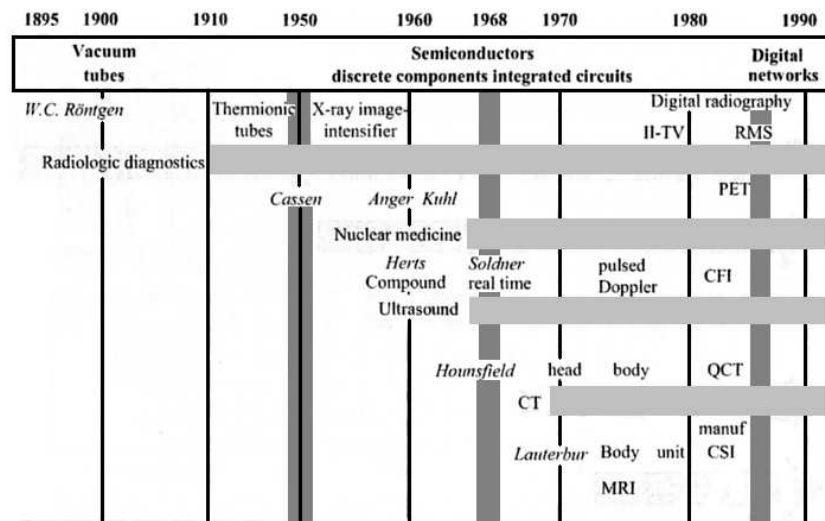 1895 1900 1910 1950 1960 1968 1970 1980 1990
Vacuum Semiconductors Digital
tubes discrete components integrated circuits networks
Digital radiography
W.C. Röntgen Thermionic X-ray image-
tubes intensifier II-TV RMS
Radiologic diagnostics
PET
Cassen Anger Kuhl
Nuclear medicine
Herts Soldner pulsed
Compound real time Doppler CFI
Ultrasound
Hounsfield head body QCT
CT
manuf
Lauterbur Body unit CSI
MRI